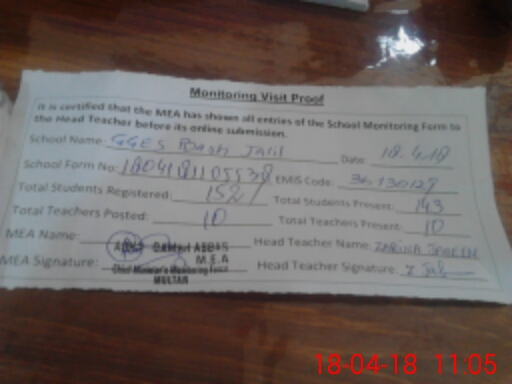 Monitoring Visit Proof
It is certified that the MEA has shown all entries of the School Monitoring Form to
the Head Teacher before its online submission.
School Name: GGES Basti Jalil Date: 18.4.18
School Form No: EMIS Code:
Total Students Registered: 152 Total Students Present: 143
Total Teachers Posted: 10 Total Teachers Present: 10
MEA Name: Head Teacher Name: ZARINA
M.E.A
MEA Signature: Head Teacher Signature:
Chief Minister's Monitoring Force
MULTAN
18-04-18 11:05